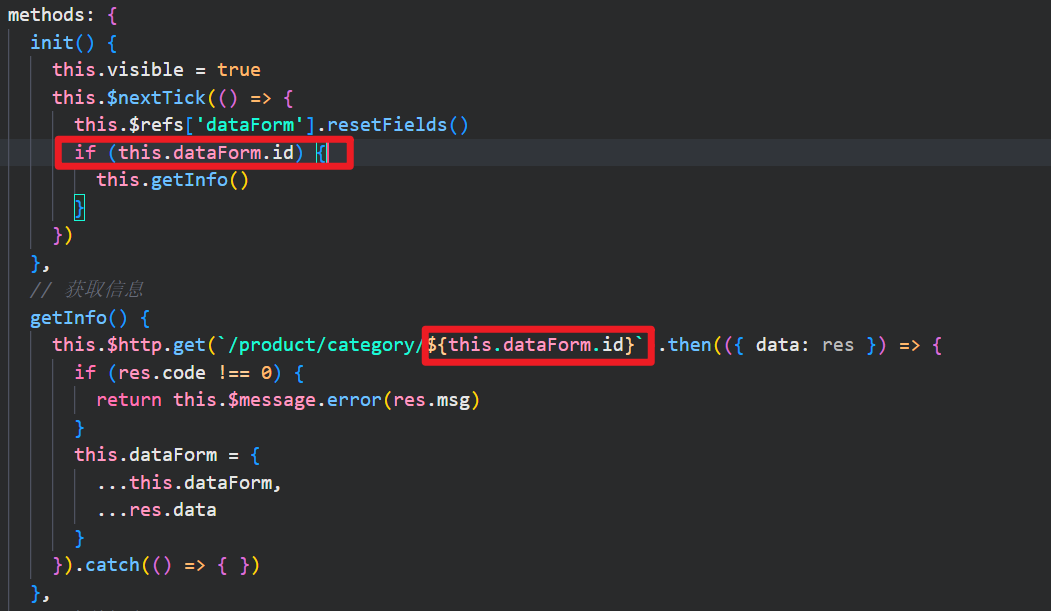 methods: {
init() {
this.visible = true
this.$nextTick(() => {
this.$refs['dataForm'].resetFields()
if (this.dataForm.id) {
this.getInfo()
}
})
},
// 获取信息
getInfo() {
this.$http.get(`/product/category/${this.dataForm.id}`).then(({ data: res }) => {
if (res.code !== 0) {
return this.$message.error(res.msg)
}
this.dataForm = {
...this.dataForm,
...res.data
}
}).catch(() => { })
},